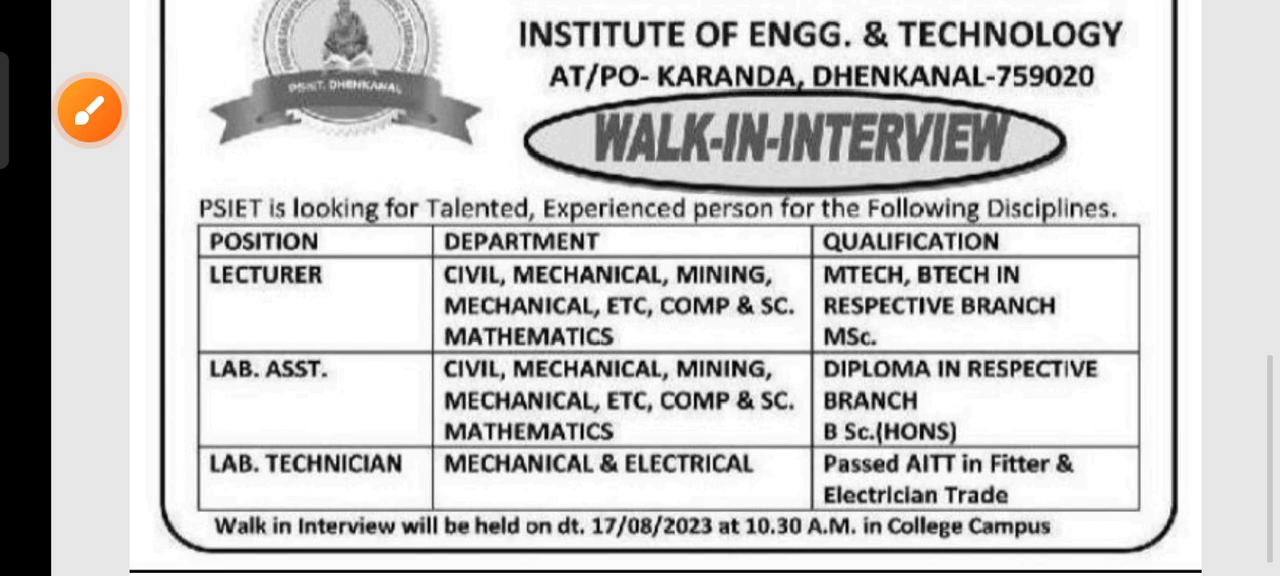 INSTITUTE OF ENGG. & TECHNOLOGY
AT/PO- KARANDA, DHENKANAL-759020
PSIET, DHENKANAL
WALK-IN-INTERVIEW
PSIET is looking for Talented, Experienced person for the Following Disciplines.
POSITION DEPARTMENT QUALIFICATION
LECTURER CIVIL, MECHANICAL, MINING, MTECH, BTECH IN
MECHANICAL, ETC, COMP & SC. RESPECTIVE BRANCH
MATHEMATICS MSc.
LAB. ASST. CIVIL, MECHANICAL, MINING, DIPLOMA IN RESPECTIVE
MECHANICAL, ETC, COMP & SC. BRANCH
MATHEMATICS B Sc.(HONS)
LAB. TECHNICIAN MECHANICAL & ELECTRICAL Passed AITT in Fitter &
Electrician Trade
Walk in Interview will be held on dt. 17/08/2023 at 10.30 A.M. in College Campus